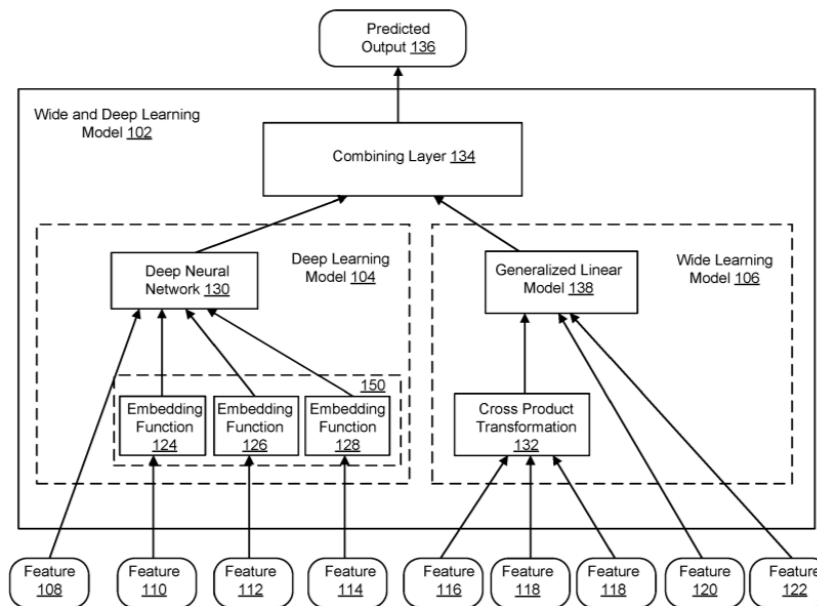 Predicted
Output 136
Wide and Deep Learning
Model 102
Combining Layer 134
Deep Learning
Model 104
Deep Neural
Network 130
Generalized Linear
Model 138
Wide Learning
Model 106
150
Embedding
Function
124
Embedding
Function
126
Embedding
Function
128
Cross Product
Transformation
132
Feature
108
Feature
110
Feature
112
Feature
114
Feature
116
Feature
118
Feature
118
Feature
120
Feature
122